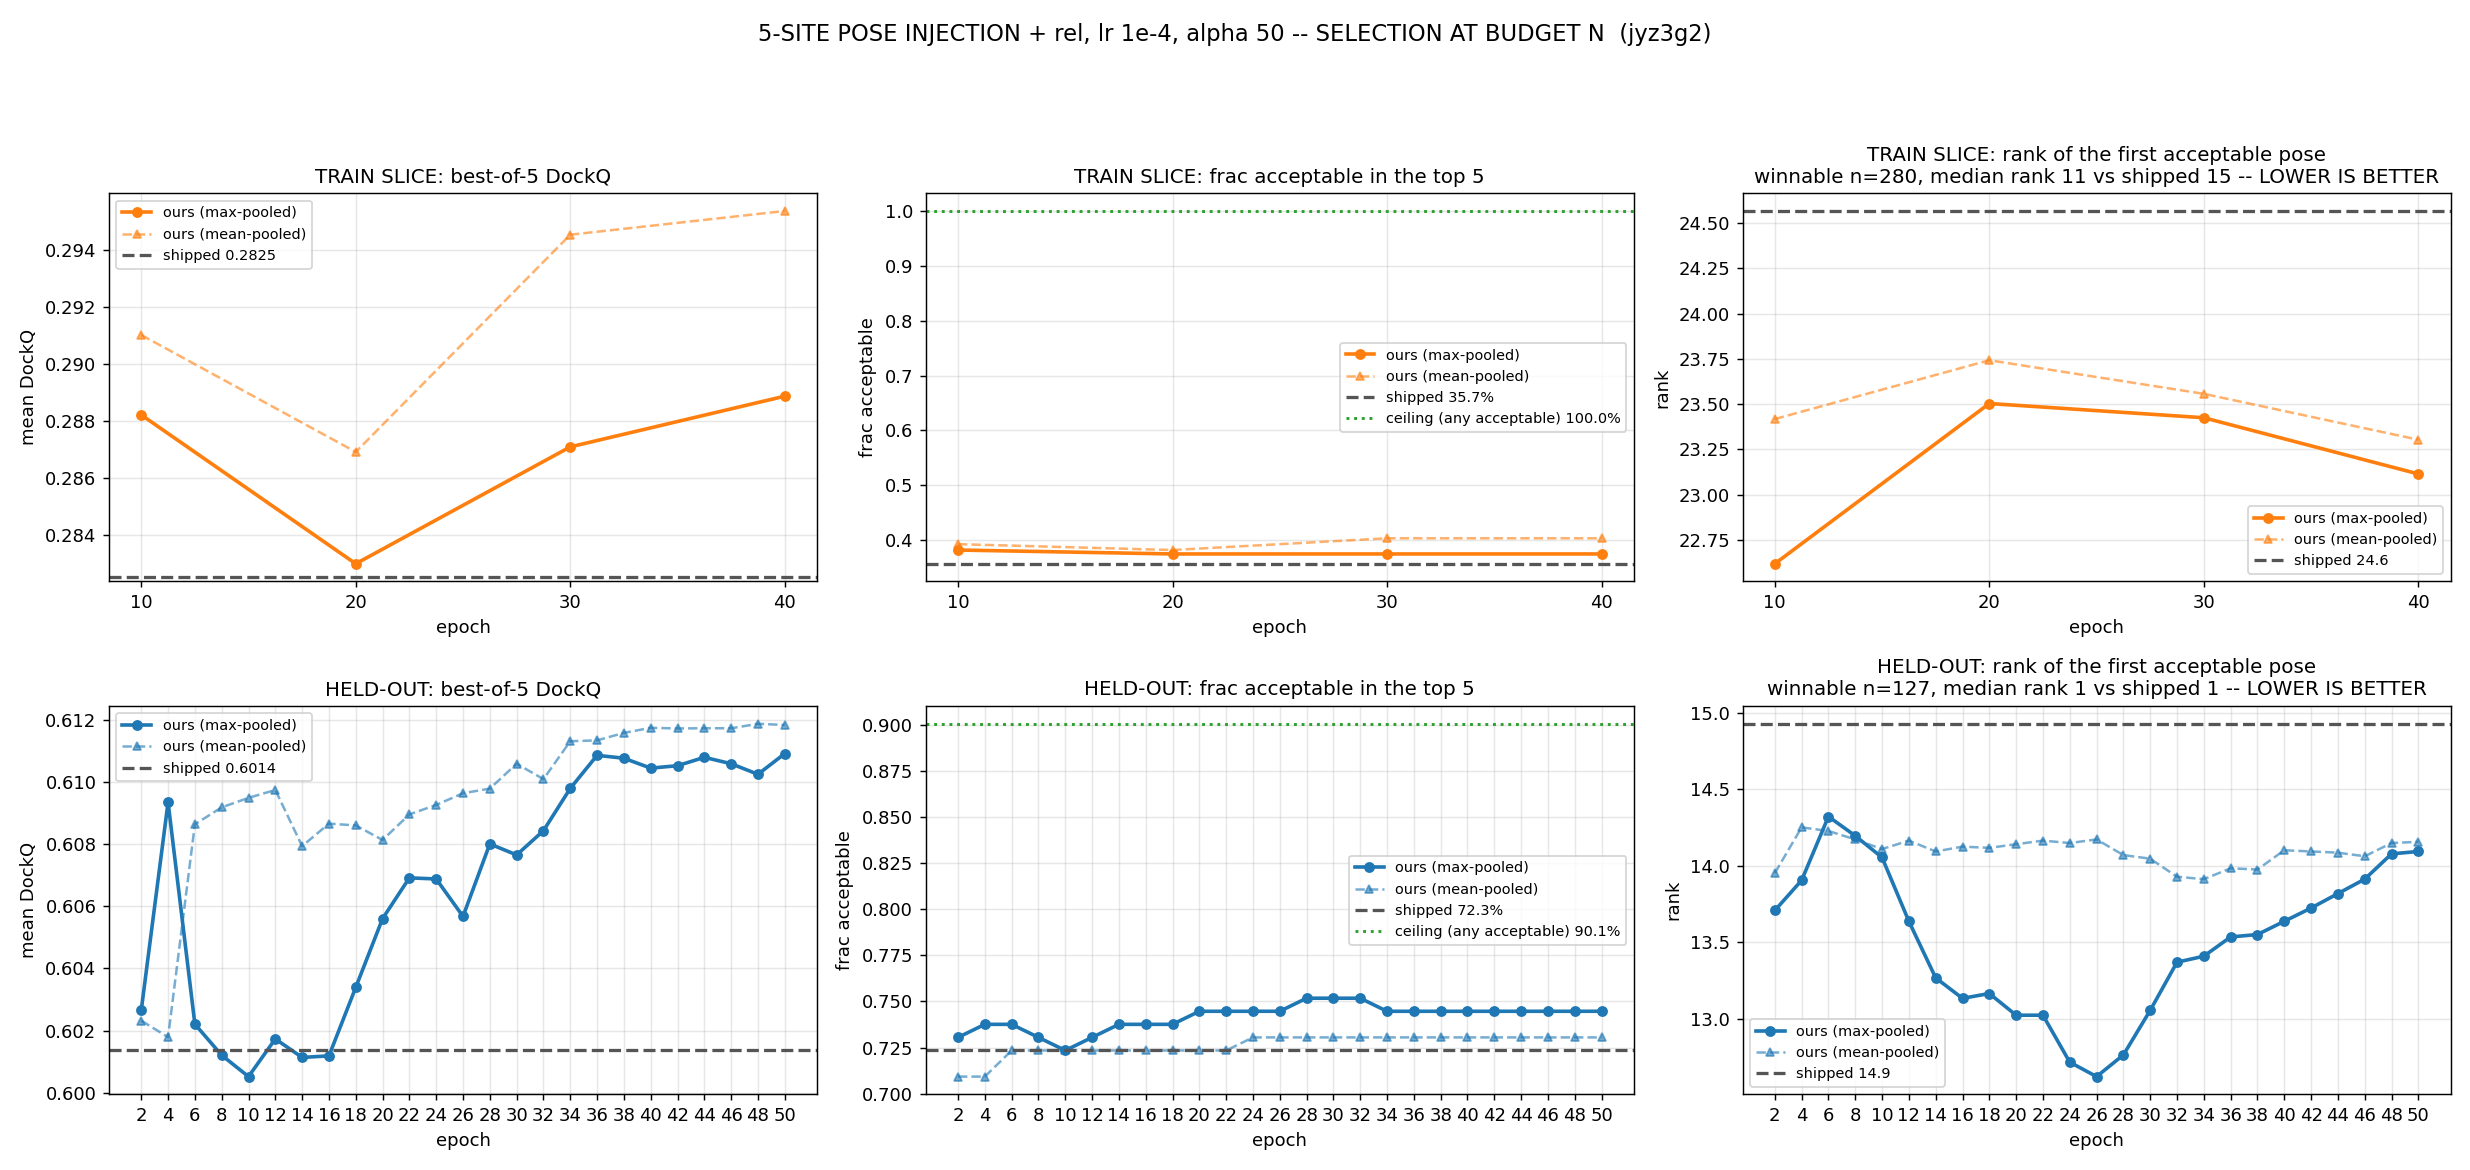 5-SITE POSE INJECTION + rel, lr 1e-4, alpha 50 -- SELECTION AT BUDGET N  (jyz3g2)
TRAIN SLICE: best-of-5 DockQ
mean DockQ
0.294
0.292
0.290
0.288
0.286
0.284
ours (max-pooled)
ours (mean-pooled)
shipped 0.2825
10 20 30 40
epoch
TRAIN SLICE: frac acceptable in the top 5
frac acceptable
1.0
0.9
0.8
0.7
0.6
0.5
0.4
ours (max-pooled)
ours (mean-pooled)
shipped 35.7%
ceiling (any acceptable) 100.0%
10 20 30 40
epoch
TRAIN SLICE: rank of the first acceptable pose
winnable n=280, median rank 11 vs shipped 15 -- LOWER IS BETTER
rank
24.50
24.25
24.00
23.75
23.50
23.25
23.00
22.75
ours (max-pooled)
ours (mean-pooled)
shipped 24.6
10 20 30 40
epoch
HELD-OUT: best-of-5 DockQ
mean DockQ
0.612
0.610
0.608
0.606
0.604
0.602
0.600
ours (max-pooled)
ours (mean-pooled)
shipped 0.6014
2 4 6 8 10 12 14 16 18 20 22 24 26 28 30 32 34 36 38 40 42 44 46 48 50
epoch
HELD-OUT: frac acceptable in the top 5
frac acceptable
0.900
0.875
0.850
0.825
0.800
0.775
0.750
0.725
0.700
ours (max-pooled)
ours (mean-pooled)
shipped 72.3%
ceiling (any acceptable) 90.1%
2 4 6 8 10 12 14 16 18 20 22 24 26 28 30 32 34 36 38 40 42 44 46 48 50
epoch
HELD-OUT: rank of the first acceptable pose
winnable n=127, median rank 1 vs shipped 1 -- LOWER IS BETTER
rank
15.0
14.5
14.0
13.5
13.0
ours (max-pooled)
ours (mean-pooled)
shipped 14.9
2 4 6 8 10 12 14 16 18 20 22 24 26 28 30 32 34 36 38 40 42 44 46 48 50
epoch